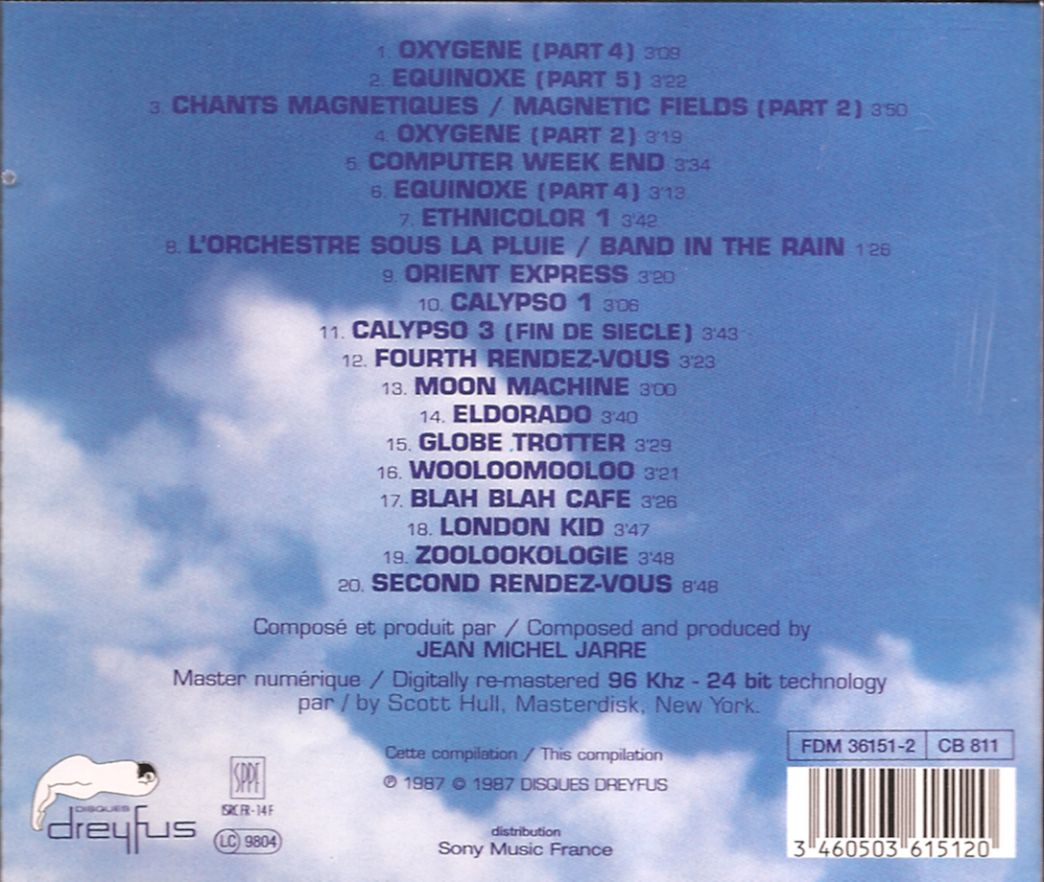 1. OXYGENE (PART 4) 3'09
2. EQUINOXE (PART 5) 3'22
3. CHANTS MAGNETIQUES / MAGNETIC FIELDS (PART 2) 3'50
4. OXYGENE (PART 2) 3'19
5. COMPUTER WEEK END 3'34
6. EQUINOXE (PART 4) 3'13
7. ETHNICOLOR 1 3'42
8. L'ORCHESTRE SOUS LA PLUIE / BAND IN THE RAIN 1'26
9. ORIENT EXPRESS 3'20
10. CALYPSO 1 3'06
11. CALYPSO 3 (FIN DE SIECLE) 3'43
12. FOURTH RENDEZ-VOUS 3'23
13. MOON MACHINE 3'00
14. ELDORADO 3'40
15. GLOBE TROTTER 3'29
16. WOOLOOMOOLOO 3'21
17. BLAH BLAH CAFE 3'26
18. LONDON KID 3'47
19. ZOOLOOKOLOGIE 3'48
20. SECOND RENDEZ-VOUS 8'48
Composé et produit par / Composed and produced by
JEAN MICHEL JARRE
Master numérique / Digitally re-mastered 96 Khz - 24 bit technology
par / by Scott Hull, Masterdisk, New York.
Cette compilation / This compilation
℗ 1987 © 1987 DISQUES DREYFUS
distribution
Sony Music France
DISQUES
dreyfus
SPPF
ISRC FR - 14 F
LC 9804
FDM 36151-2 CB 811
3 460503 615120